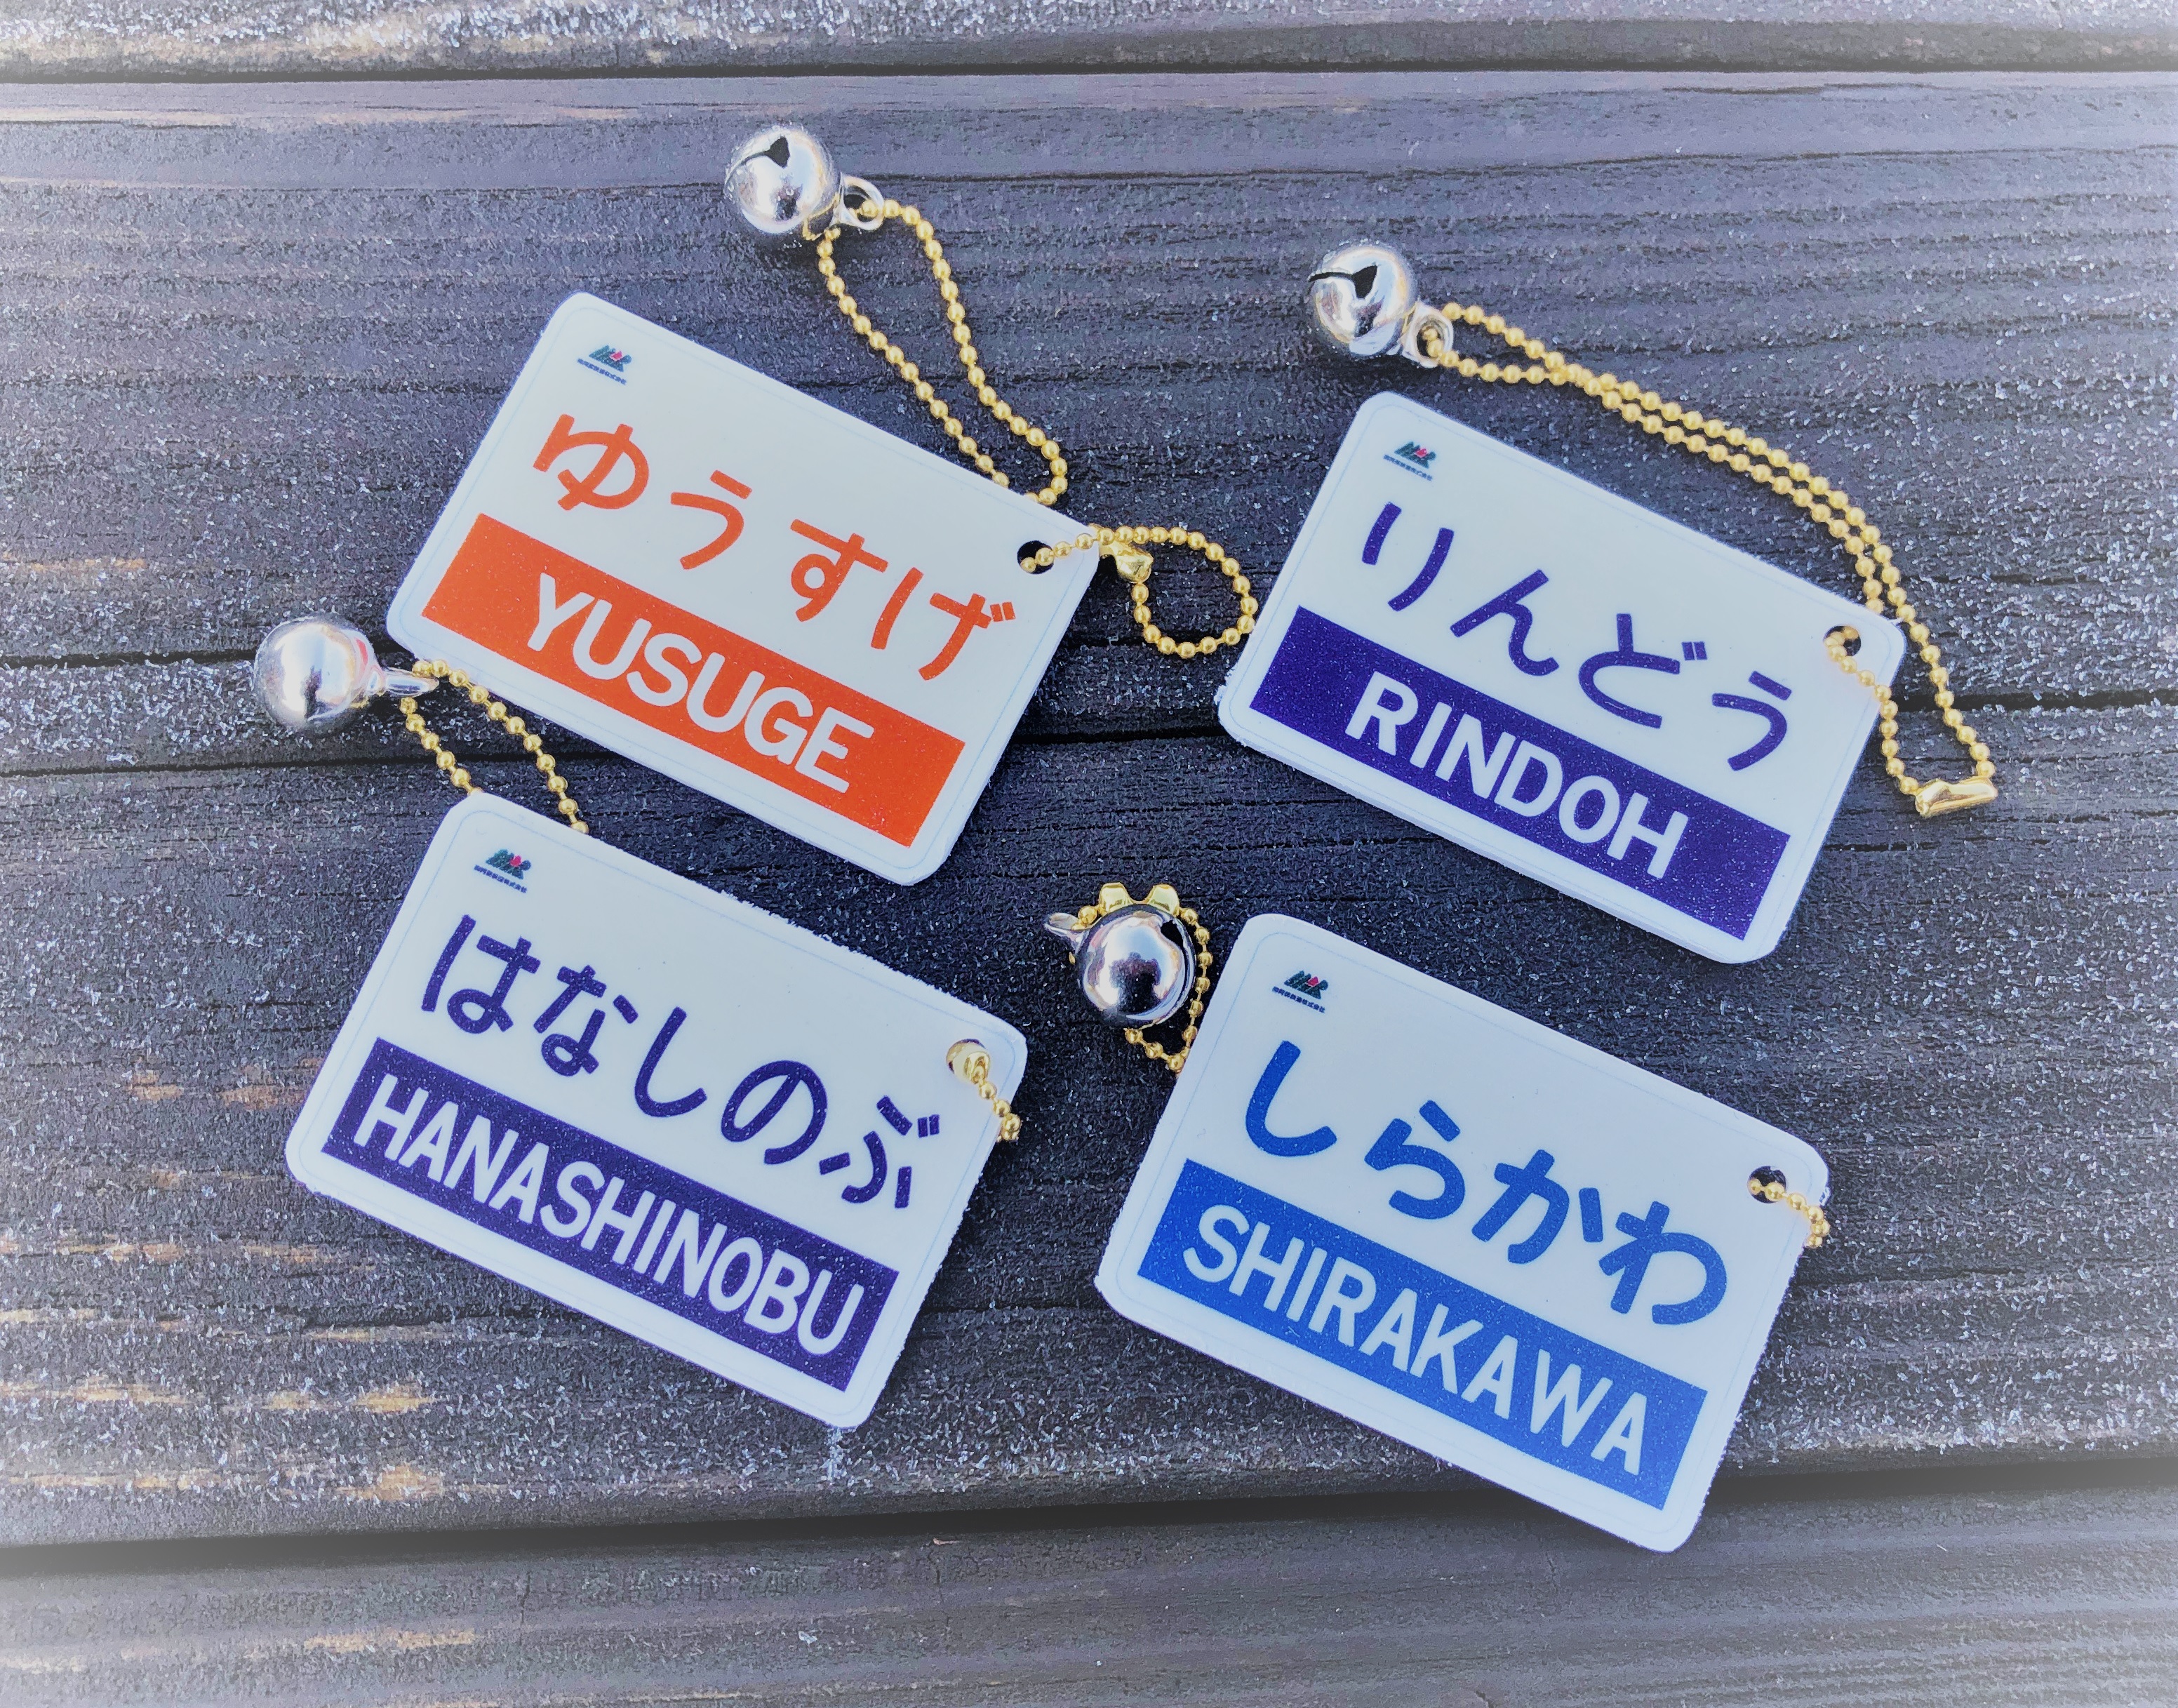 ゆうすげ
YUSUGE
りんどう
RINDOH
はなしのぶ
HANASHINOBU
しらかわ
SHIRAKAWA